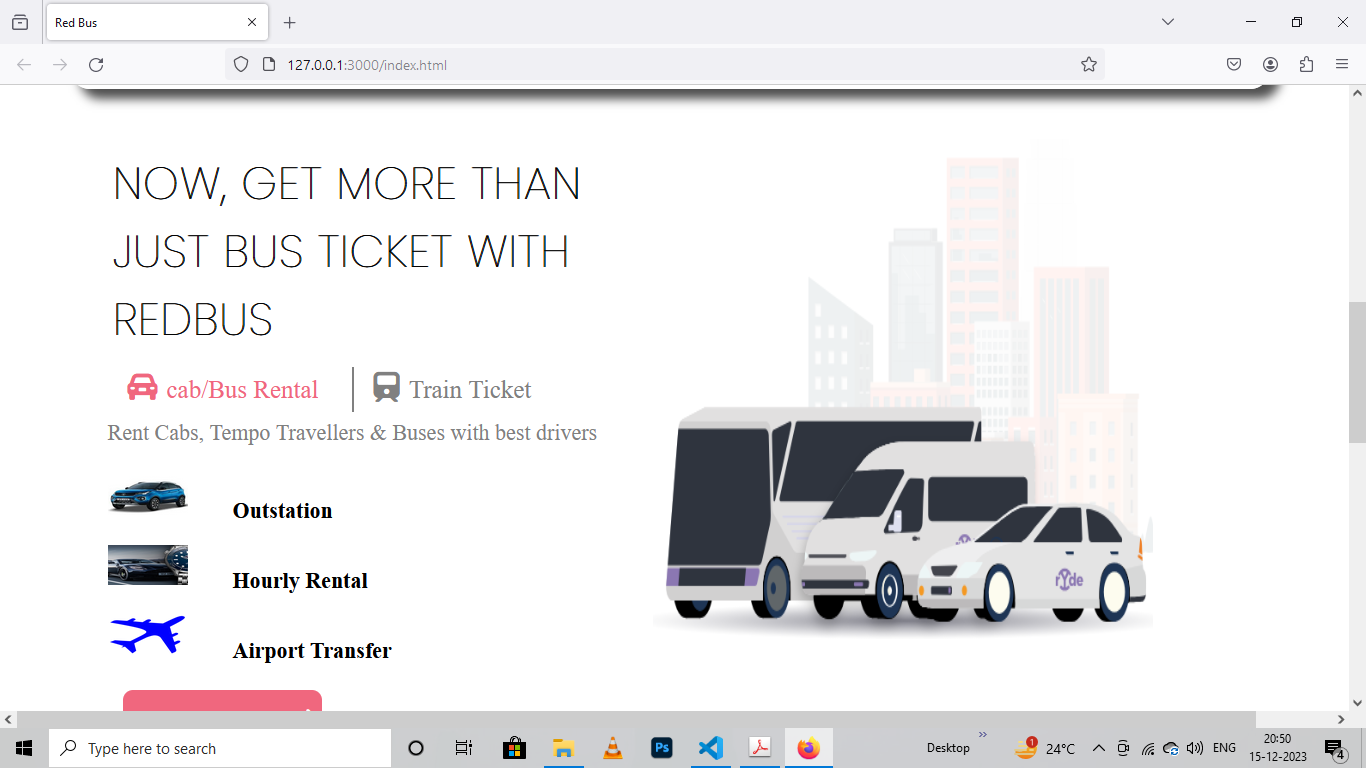 Red Bus
127.0.0.1:3000/index.html
NOW, GET MORE THAN
JUST BUS TICKET WITH
REDBUS
cab/Bus Rental
Train Ticket
Rent Cabs, Tempo Travellers & Buses with best drivers
Outstation
Hourly Rental
Airport Transfer
ryde
Type here to search
Ps
Desktop
1
24°C
ENG
20:50
15-12-2023
4